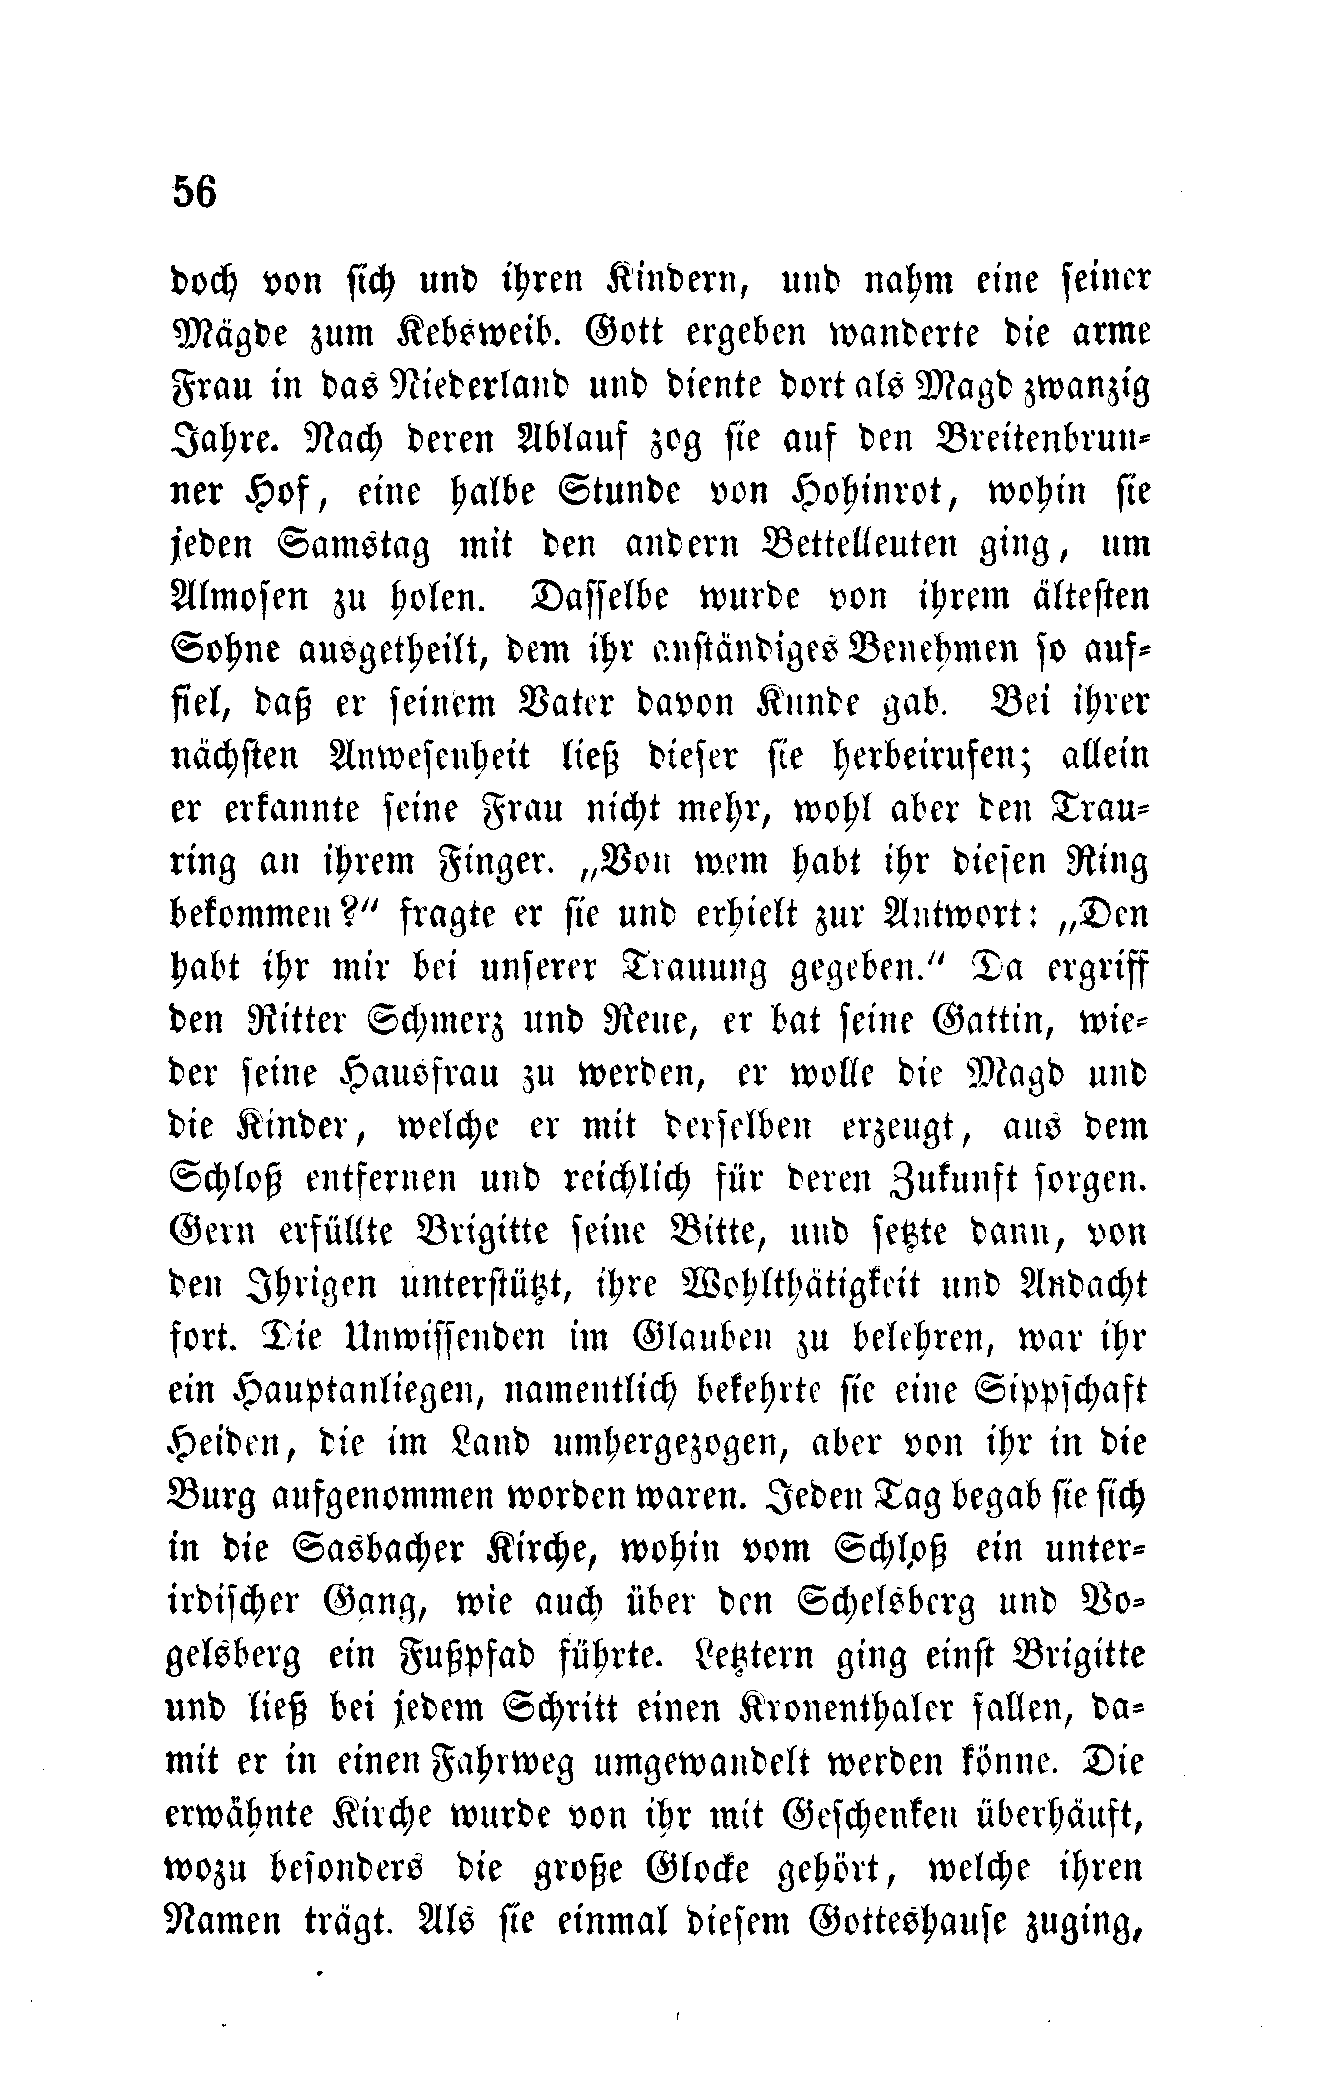 56
doch von sich und ihren Kindern, und nahm eine seiner
Mägde zum Kebsweib. Gott ergeben wanderte die arme
Frau in das Niederland und diente dort als Magd zwanzig
Jahre. Nach deren Ablauf zog sie auf den Breitenbrun-
ner Hof, eine halbe Stunde von Hohinrot, wohin sie
jeden Samstag mit den andern Bettelleuten ging, um
Almosen zu holen. Dasselbe wurde von ihrem ältesten
Sohne ausgetheilt, dem ihr anständiges Benehmen so auf-
fiel, daß er seinem Vater davon Kunde gab. Bei ihrer
nächsten Anwesenheit ließ dieser sie herbeirufen; allein
er erkannte seine Frau nicht mehr, wohl aber den Trau-
ring an ihrem Finger. „Von wem habt ihr diesen Ring
bekommen?“ fragte er sie und erhielt zur Antwort: „Den
habt ihr mir bei unserer Trauung gegeben.“ Da ergriff
den Ritter Schmerz und Reue, er bat seine Gattin, wie-
der seine Hausfrau zu werden, er wolle die Magd und
die Kinder, welche er mit derselben erzeugt, aus dem
Schloß entfernen und reichlich für deren Zukunft sorgen.
Gern erfüllte Brigitte seine Bitte, und setzte dann, von
den Ihrigen unterstützt, ihre Wohlthätigkeit und Andacht
fort. Die Unwissenden im Glauben zu belehren, war ihr
ein Hauptanliegen, namentlich bekehrte sie eine Sippschaft
Heiden, die im Land umhergezogen, aber von ihr in die
Burg aufgenommen worden waren. Jeden Tag begab sie sich
in die Sasbacher Kirche, wohin vom Schloß ein unter-
irdischer Gang, wie auch über den Schelsberg und Vo-
gelsberg ein Fußpfad führte. Letztern ging einst Brigitte
und ließ bei jedem Schritt einen Kronenthaler fallen, da-
mit er in einen Fahrweg umgewandelt werden könne. Die
erwähnte Kirche wurde von ihr mit Geschenken überhäuft,
wozu besonders die große Glocke gehört, welche ihren
Namen trägt. Als sie einmal diesem Gotteshause zuging,